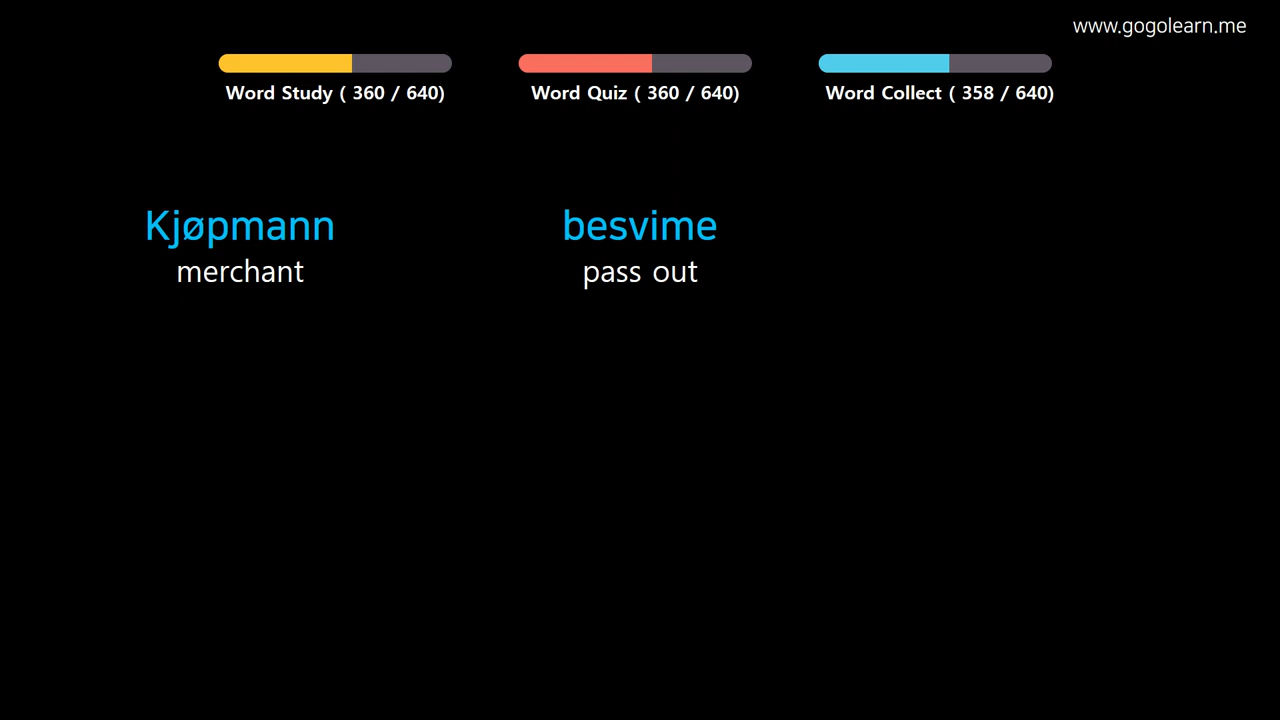 www.gogolearn.me
Word Study ( 360 / 640)
Word Quiz ( 360 / 640)
Word Collect ( 358 / 640)
Kjøpmann
merchant
besvime
pass out